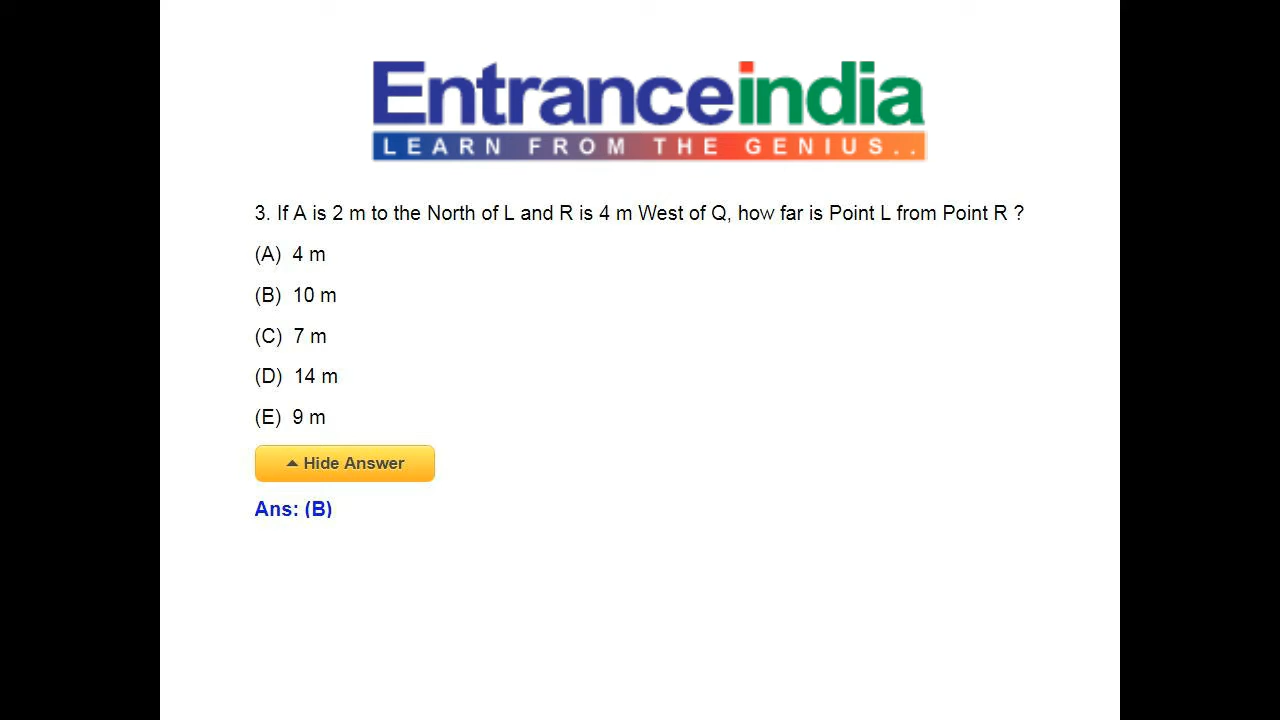 Entranceindia
LEARN FROM THE GENIUS..
3. If A is 2 m to the North of L and R is 4 m West of Q, how far is Point L from Point R ?
(A) 4 m
(B) 10 m
(C) 7 m
(D) 14 m
(E) 9 m
Hide Answer
Ans: (B)